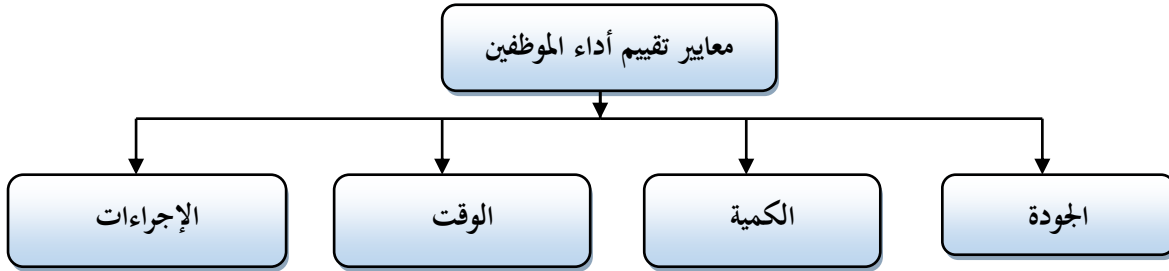 معايير تقييم أداء الموظفين
الجودة
الكمية
الوقت
الإجراءات